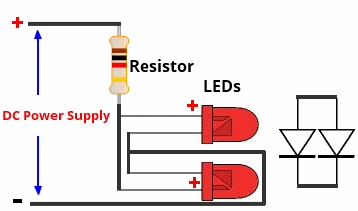 +
Resistor
LEDs
+
DC Power Supply
+
-